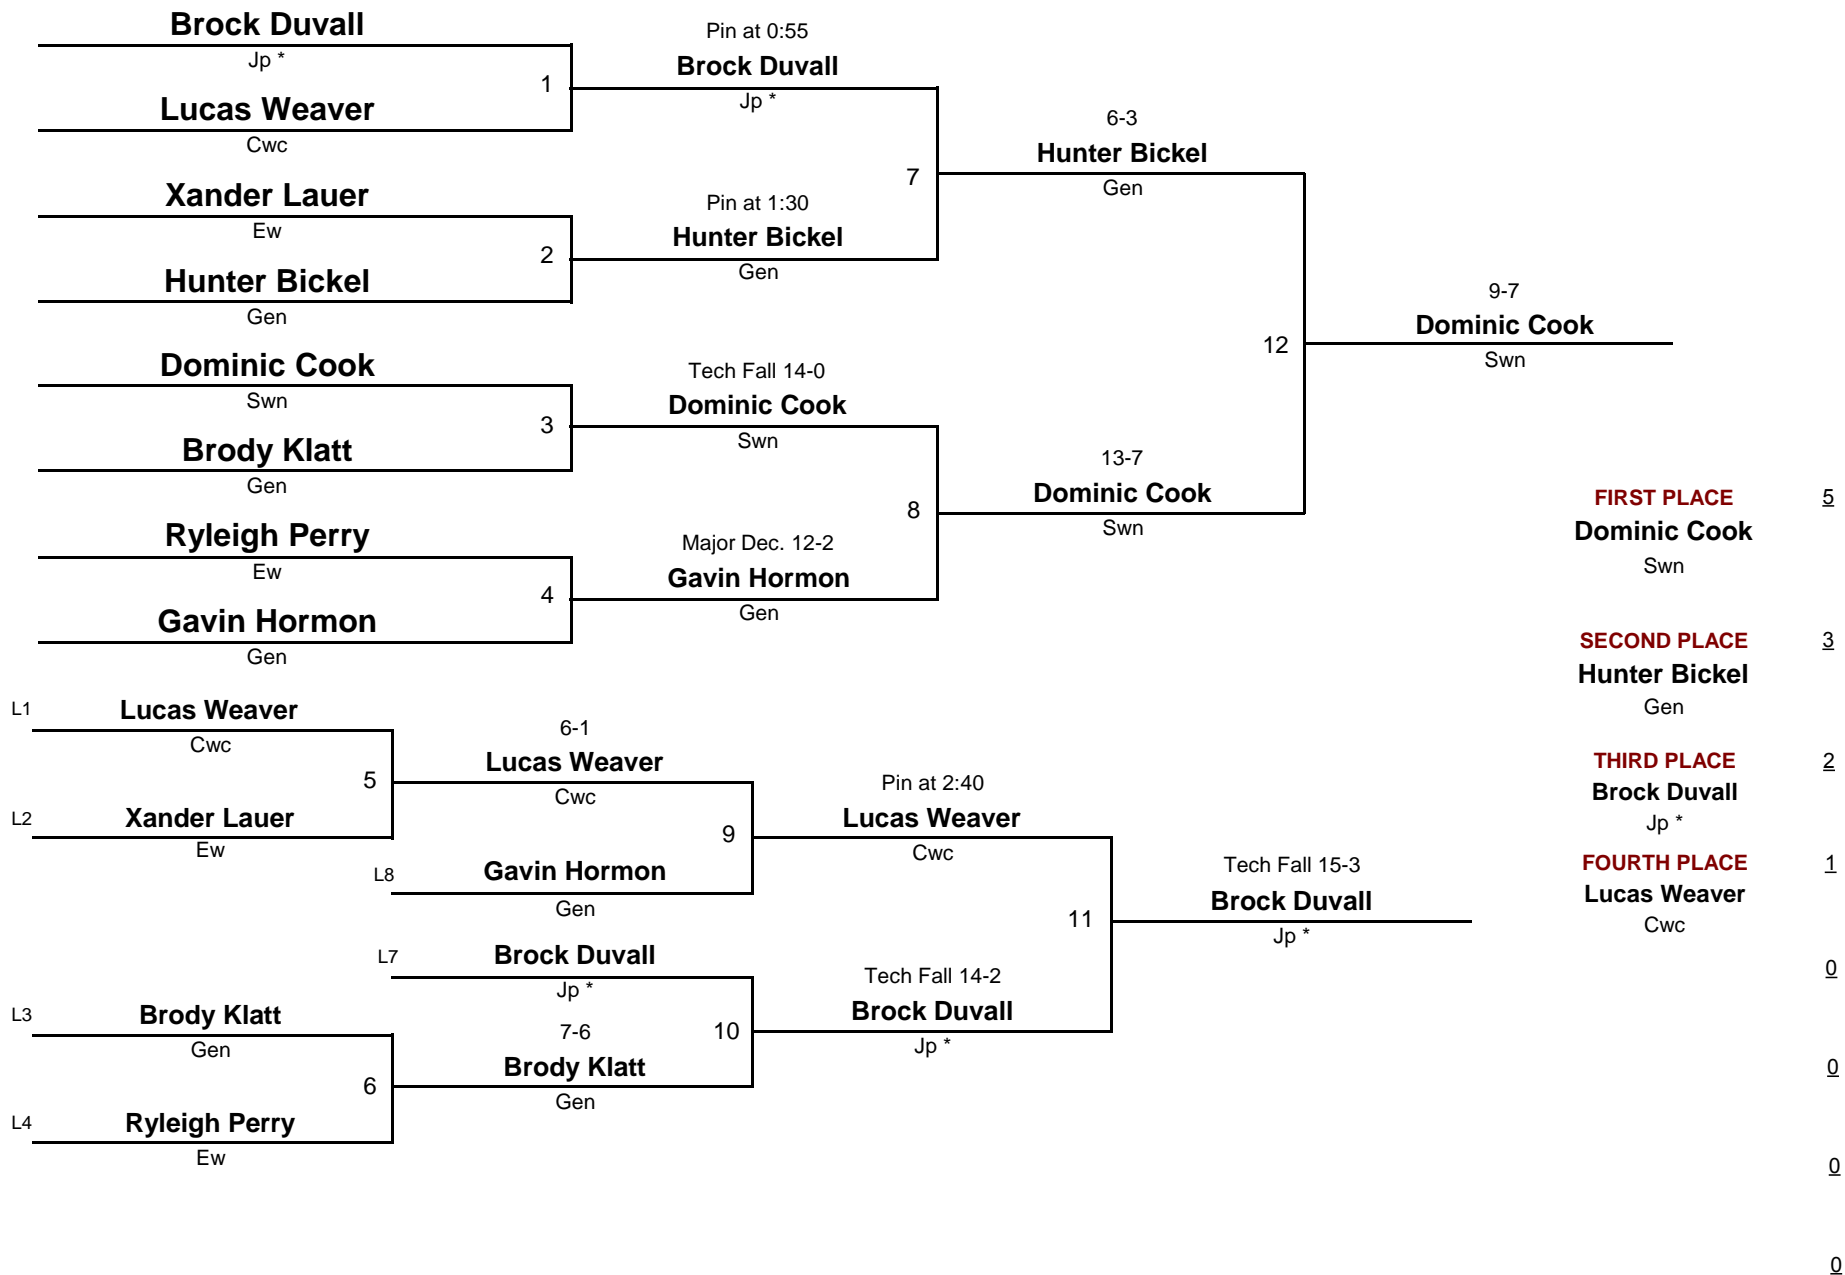 Brock Duvall
Jp *
1
Lucas Weaver
Cwc
Xander Lauer
Ew
2
Hunter Bickel
Gen
Dominic Cook
Swn
3
Brody Klatt
Gen
Ryleigh Perry
Ew
4
Gavin Hormon
Gen
Pin at 0:55
Brock Duvall
Jp *
7
Pin at 1:30
Hunter Bickel
Gen
Tech Fall 14-0
Dominic Cook
Swn
8
Major Dec. 12-2
Gavin Hormon
Gen
6-3
Hunter Bickel
Gen
12
13-7
Dominic Cook
Swn
9-7
Dominic Cook
Swn
FIRST PLACE 5
Dominic Cook
Swn
SECOND PLACE 3
Hunter Bickel
Gen
THIRD PLACE 2
Brock Duvall
Jp *
FOURTH PLACE 1
Lucas Weaver
Cwc
0
0
0
0
L1 Lucas Weaver
Cwc
5
L2 Xander Lauer
Ew
6-1
Lucas Weaver
Cwc
9
L8 Gavin Hormon
Gen
L7 Brock Duvall
Jp *
10
L3 Brody Klatt
Gen
6
L4 Ryleigh Perry
Ew
7-6
Brody Klatt
Gen
Pin at 2:40
Lucas Weaver
Cwc
11
Tech Fall 14-2
Brock Duvall
Jp *
Tech Fall 15-3
Brock Duvall
Jp *